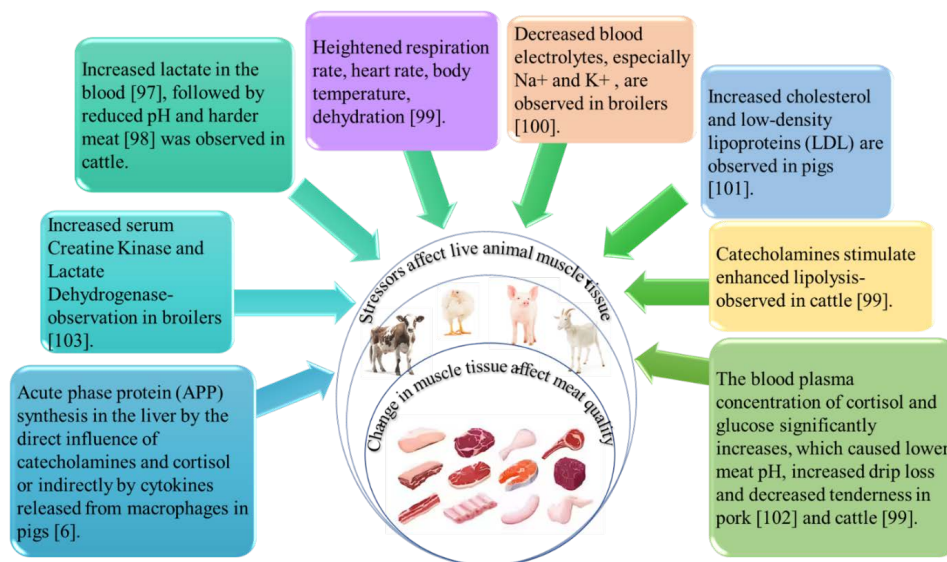 Increased lactate in the
blood [97], followed by
reduced pH and harder
meat [98] was observed in
cattle.
Heightened respiration
rate, heart rate, body
temperature,
dehydration [99].
Decreased blood
electrolytes, especially
Na+ and K+ , are
observed in broilers
[100].
Increased cholesterol
and low-density
lipoproteins (LDL) are
observed in pigs
[101].
Increased serum
Creatine Kinase and
Lactate
Dehydrogenase-
observation in broilers
[103].
Catecholamines stimulate
enhanced lipolysis-
observed in cattle [99].
Acute phase protein (APP)
synthesis in the liver by the
direct influence of
catecholamines and cortisol
or indirectly by cytokines
released from macrophages in
pigs [6].
The blood plasma
concentration of cortisol and
glucose significantly
increases, which caused lower
meat pH, increased drip loss
and decreased tenderness in
pork [102] and cattle [99].
Stressors affect live animal muscle tissue
Change in muscle tissue affect meat quality